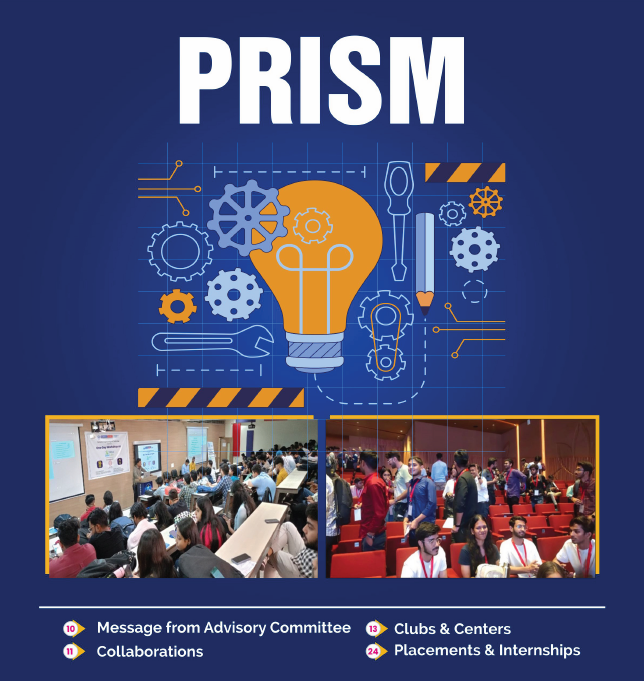 PRISM
10 Message from Advisory Committee
13 Clubs & Centers
11 Collaborations
24 Placements & Internships